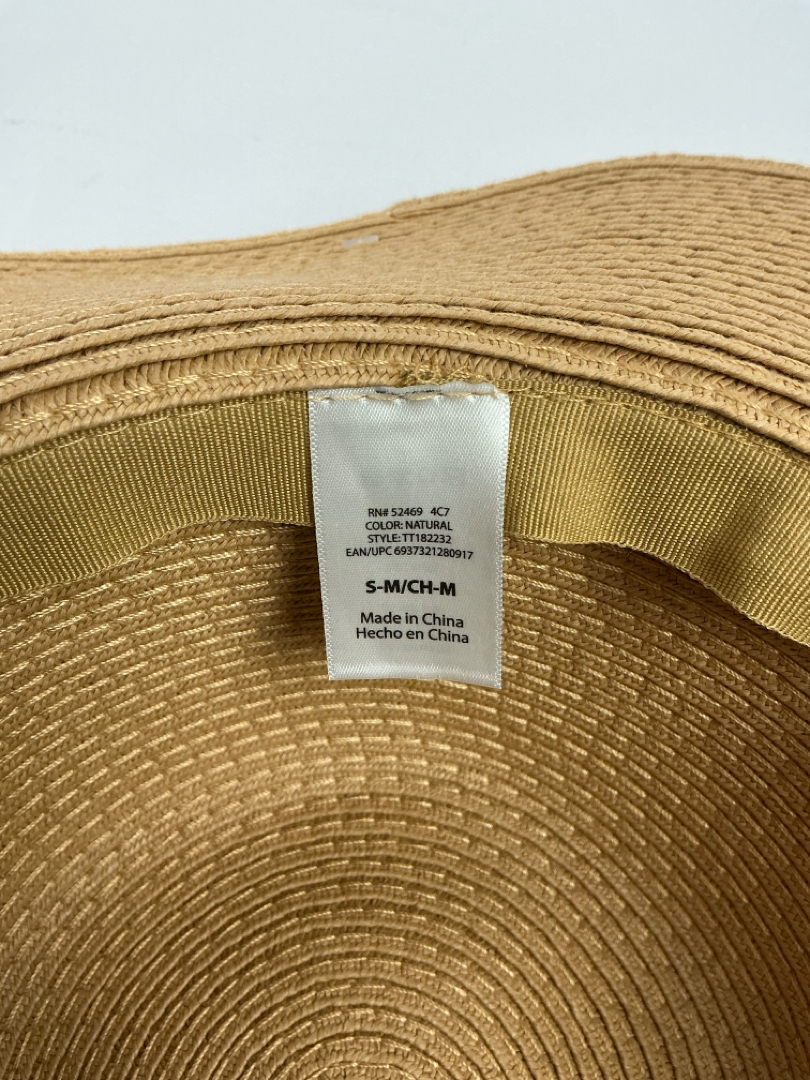 RN# 52469 4C7
COLOR: NATURAL
STYLE: TT182232
EAN/UPC 6937321280917
S-M/CH-M
Made in China
Hecho en China